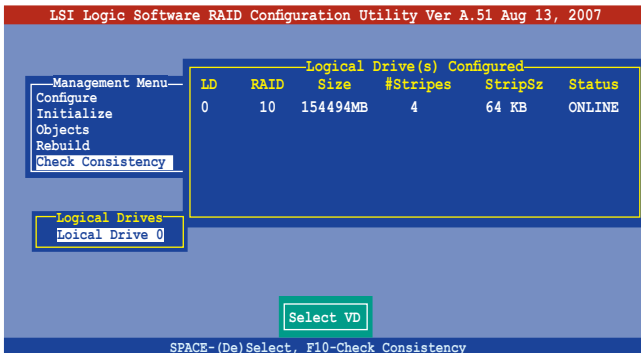 LSI Logic Software RAID Configuration Utility Ver A.51 Aug 13, 2007
Logical Drive(s) Configured
LD RAID Size #Stripes StripSz Status
0 10 154494MB 4 64 KB ONLINE
Management Menu
Configure
Initialize
Objects
Rebuild
Check Consistency
Logical Drives
Loical Drive 0
Select VD
SPACE-(De)Select, F10-Check Consistency